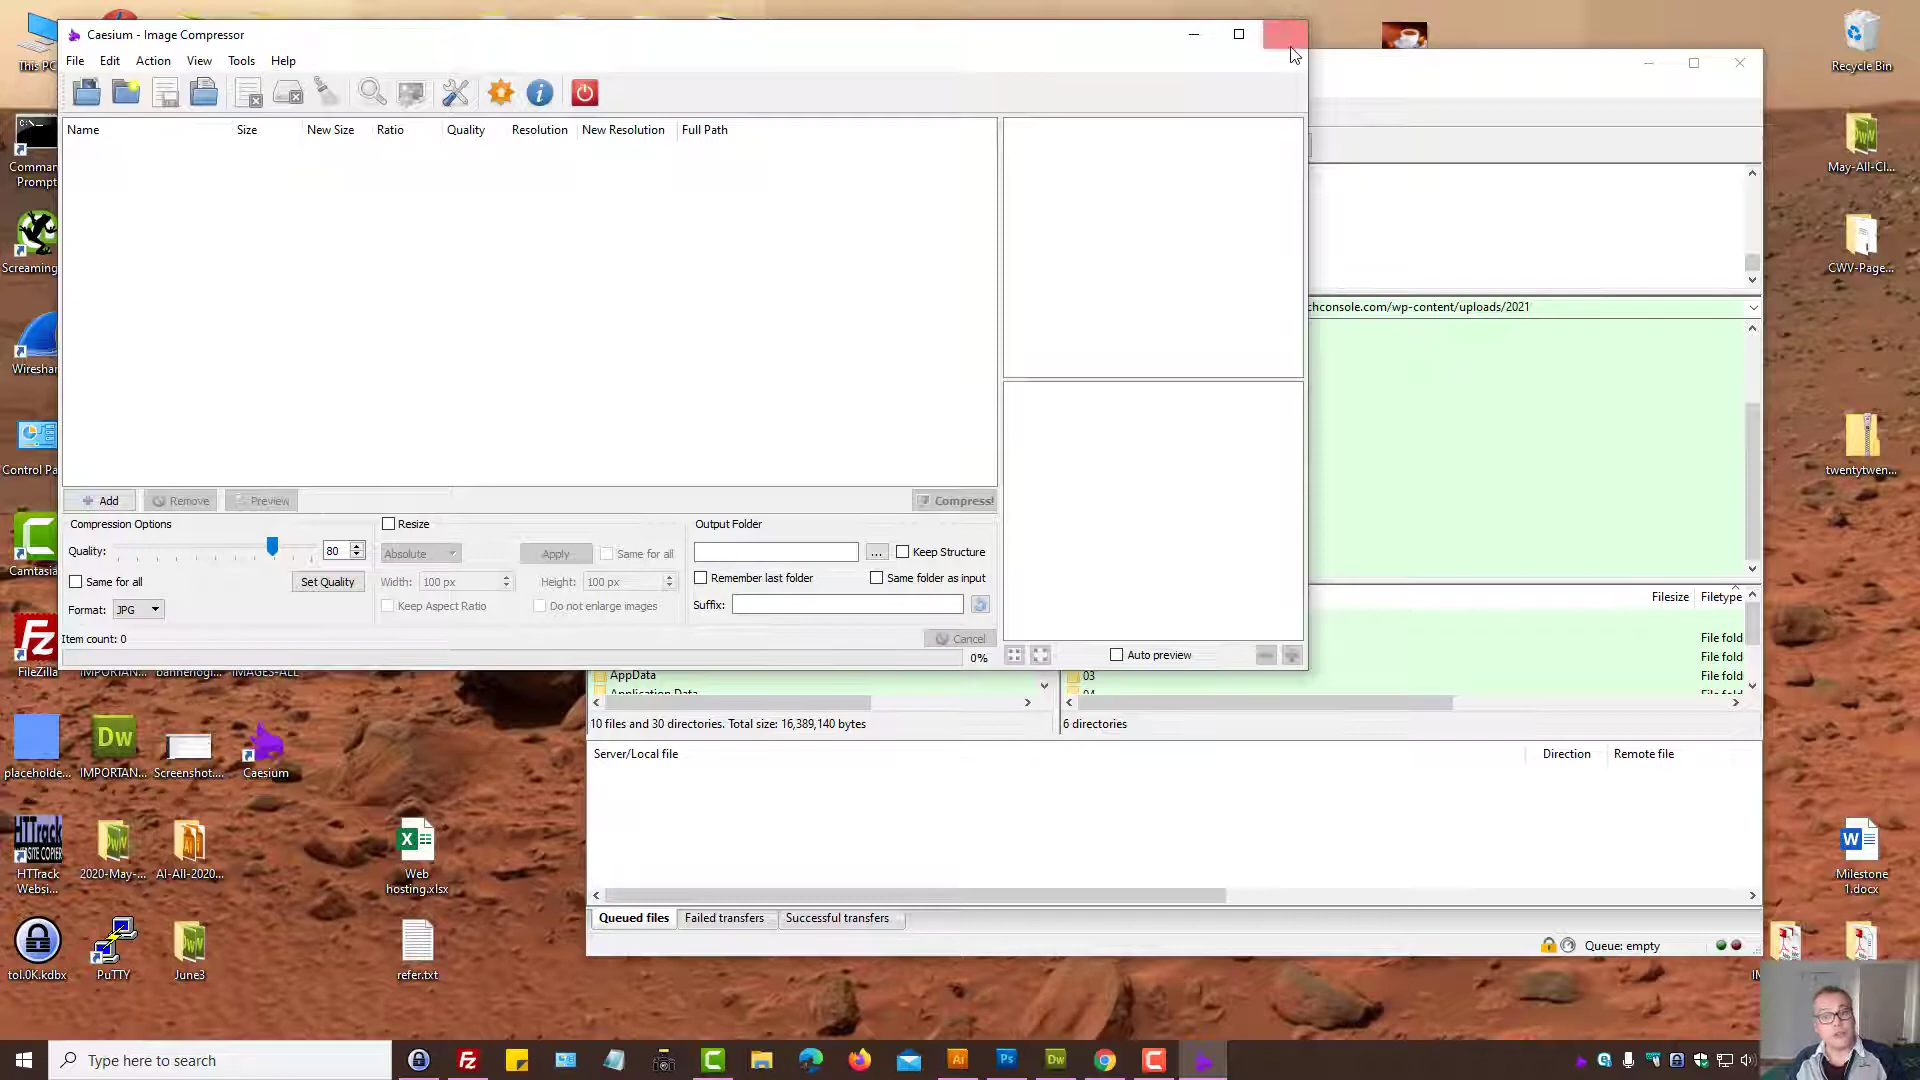 Caesium - Image Compressor
File Edit Action View Tools Help
Name Size New Size Ratio Quality Resolution New Resolution Full Path
Add Remove Preview Compress!
Compression Options
Quality: 80
Same for all Set Quality
Format: JPG
Resize
Absolute Apply Same for all
Width: 100 px Height: 100 px
Keep Aspect Ratio Do not enlarge images
Output Folder
... Keep Structure
Remember last folder Same folder as input
Suffix:
Item count: 0 Cancel
0%
Auto preview
This PC
Comman
Prompt
Screaming
Wireshar
Control Pa
Camtasia
FileZilla
IMAGES-ALL
placeholde...
IMPORTAN...
Screenshot....
Caesium
HTTrack
Websi...
2020-May-...
AI-All-2020...
Web
hosting.xlsx
tol.0K.kdbx
PuTTY
June3
refer.txt
chconsole.com/wp-content/uploads/2021
Filesize Filetype
File fold
File fold
03 File fold
04 File fold
AppData
Application Data
10 files and 30 directories. Total size: 16,389,140 bytes
6 directories
Server/Local file Direction Remote file
Queued files Failed transfers Successful transfers
Queue: empty
Recycle Bin
May-All-Cl...
CWV-Page...
twentytwen...
Milestone
1.docx
Type here to search